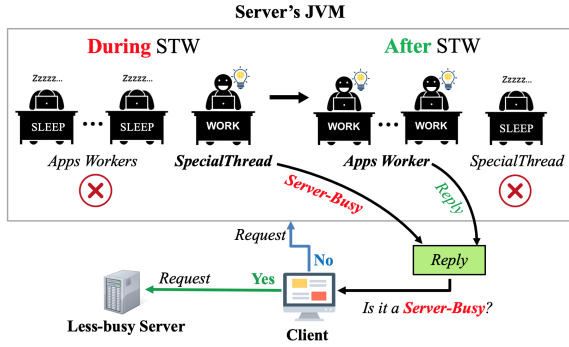 Server's JVM
During STW
After STW
Zzzzz...
Zzzzz...
Zzzzz...
SLEEP
SLEEP
WORK
WORK
WORK
SLEEP
Apps Workers
SpecialThread
Apps Worker
SpecialThread
Server-Busy
Reply
Request
No
Reply
Request
Yes
Is it a Server-Busy?
Less-busy Server
Client